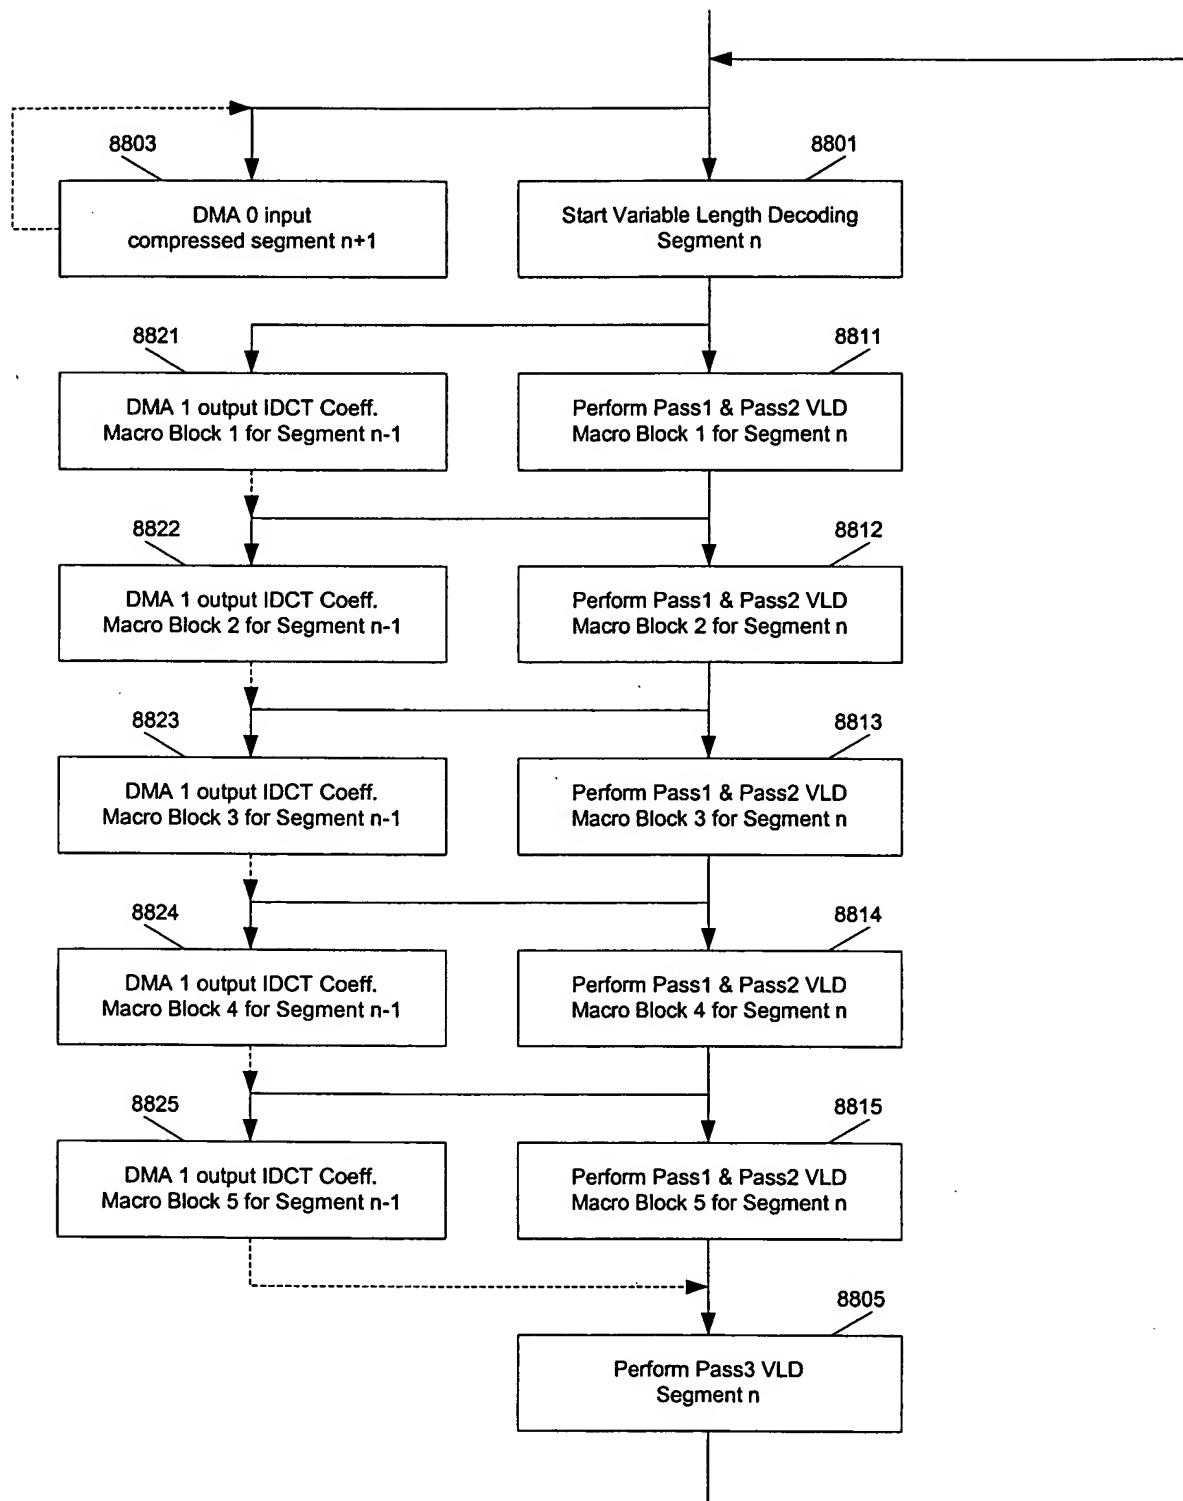 8803
8801
DMA 0 input
compressed segment n+1
Start Variable Length Decoding
Segment n
8821
8811
DMA 1 output IDCT Coeff.
Macro Block 1 for Segment n-1
Perform Pass1 & Pass2 VLD
Macro Block 1 for Segment n
8822
8812
DMA 1 output IDCT Coeff.
Macro Block 2 for Segment n-1
Perform Pass1 & Pass2 VLD
Macro Block 2 for Segment n
8823
8813
DMA 1 output IDCT Coeff.
Macro Block 3 for Segment n-1
Perform Pass1 & Pass2 VLD
Macro Block 3 for Segment n
8824
8814
DMA 1 output IDCT Coeff.
Macro Block 4 for Segment n-1
Perform Pass1 & Pass2 VLD
Macro Block 4 for Segment n
8825
8815
DMA 1 output IDCT Coeff.
Macro Block 5 for Segment n-1
Perform Pass1 & Pass2 VLD
Macro Block 5 for Segment n
8805
Perform Pass3 VLD
Segment n